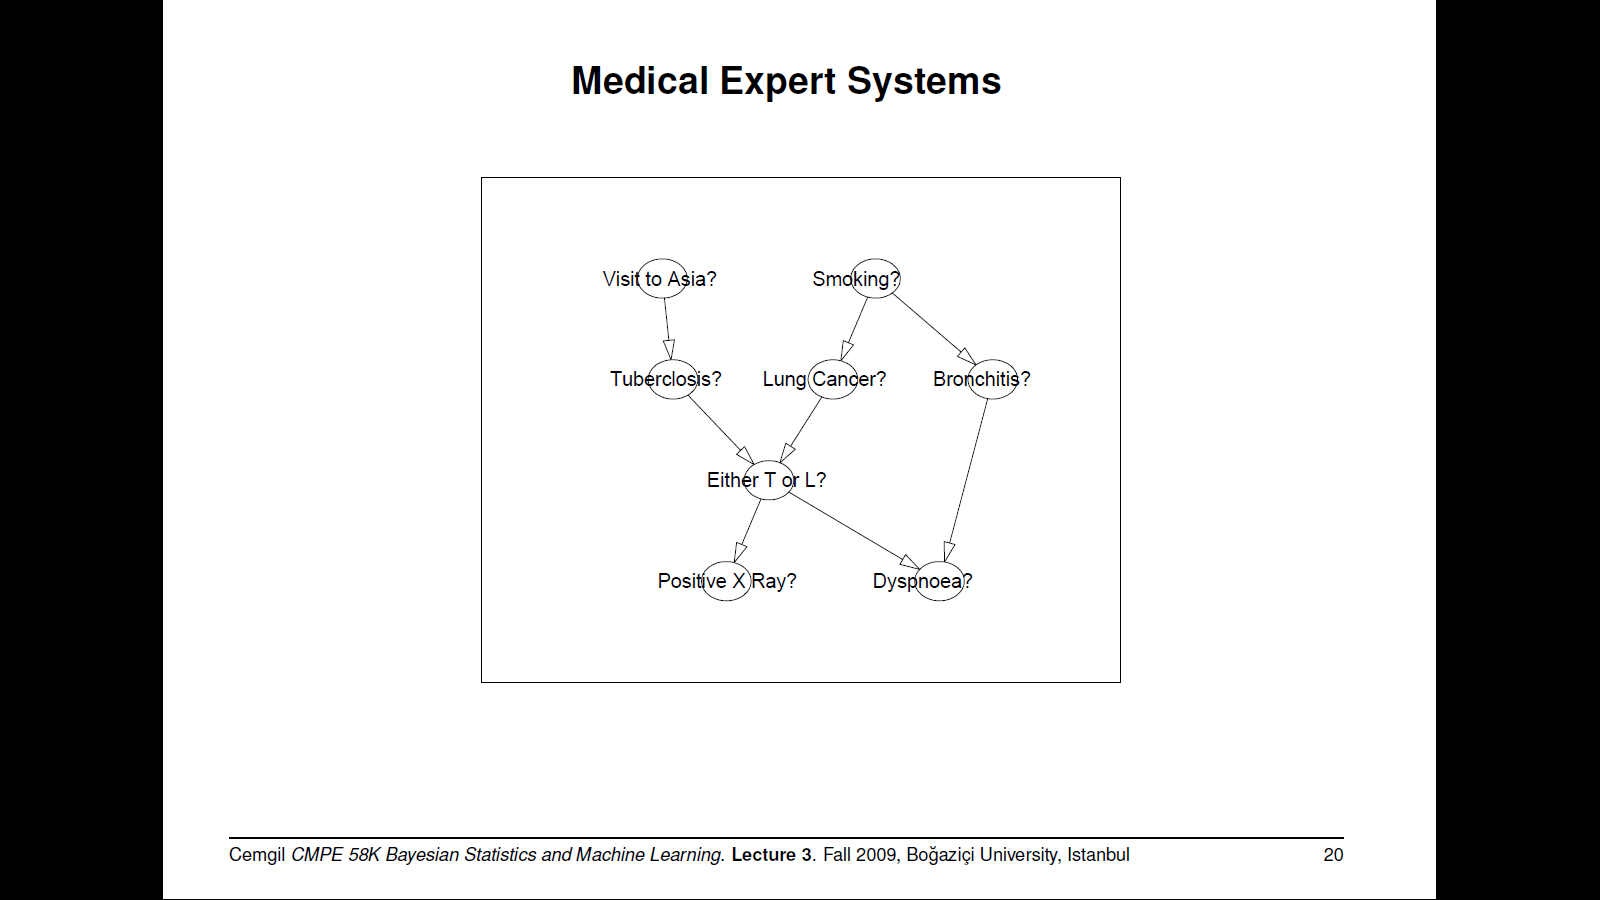 Medical Expert Systems
Visit to Asia? Smoking?
Tuberclosis? Lung Cancer? Bronchitis?
Either T or L?
Positive X Ray? Dyspnoea?
Cemgil CMPE 58K Bayesian Statistics and Machine Learning. Lecture 3. Fall 2009, Boğaziçi University, Istanbul 20